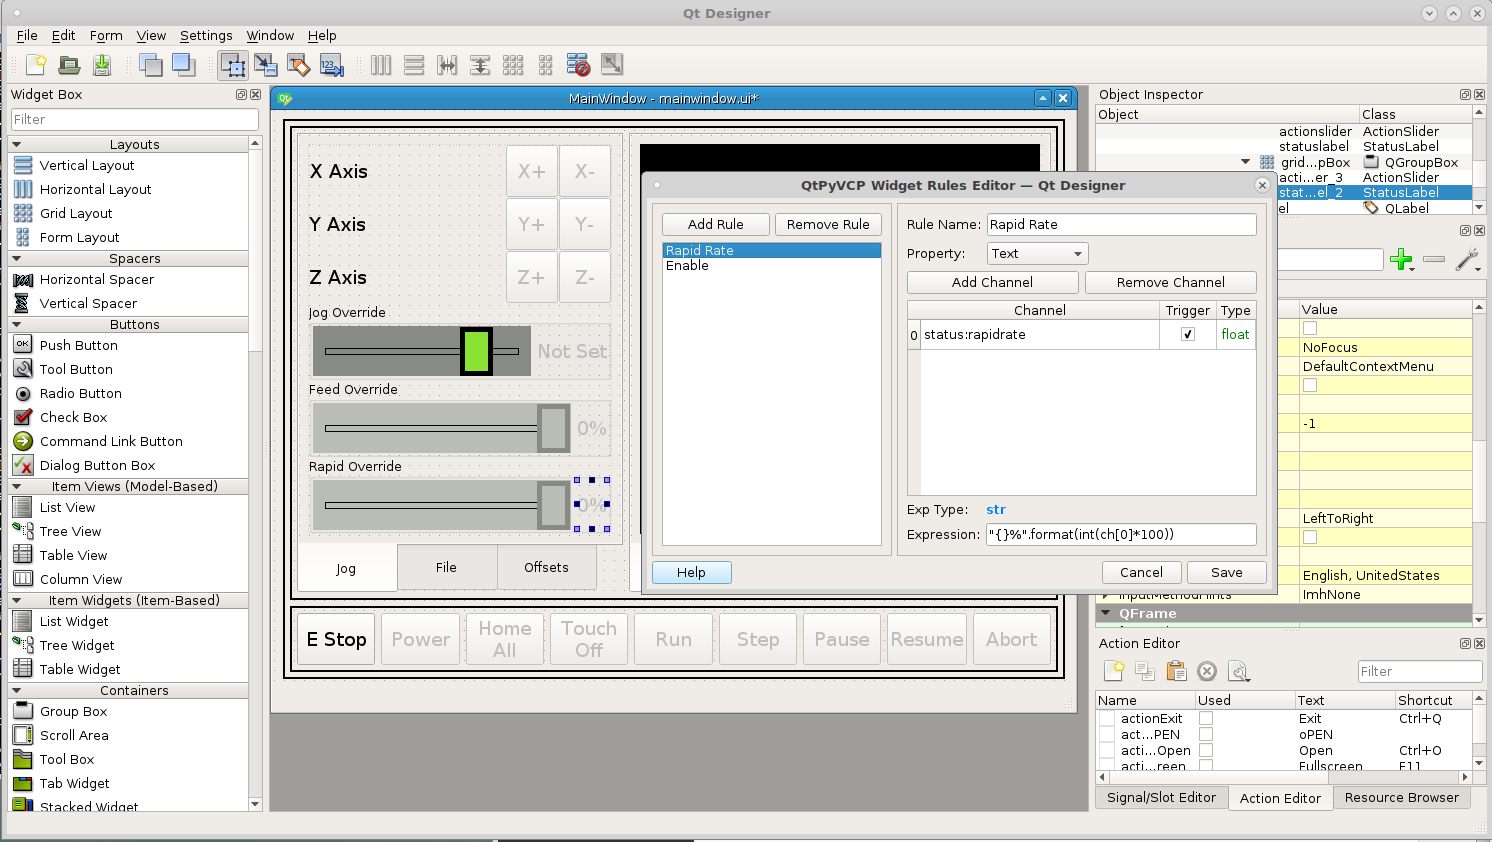 Qt Designer
File Edit Form View Settings Window Help
Widget Box
Filter
Layouts
Vertical Layout
Horizontal Layout
Grid Layout
Form Layout
Spacers
Horizontal Spacer
Vertical Spacer
Buttons
OK Push Button
Tool Button
Radio Button
Check Box
Command Link Button
Dialog Button Box
Item Views (Model-Based)
List View
Tree View
Table View
Column View
Item Widgets (Item-Based)
List Widget
Tree Widget
Table Widget
Containers
Group Box
Scroll Area
Tool Box
Tab Widget
Stacked Widget
MainWindow - mainwindow.ui*
X Axis X+ X-
Y Axis Y+ Y-
Z Axis Z+ Z-
Jog Override
Not Set
Feed Override
0%
Rapid Override
0%
Jog File Offsets
E Stop Power Home All Touch Off Run Step Pause Resume Abort
QtPyVCP Widget Rules Editor — Qt Designer
Add Rule Remove Rule
Rapid Rate
Enable
Rule Name: Rapid Rate
Property: Text
Add Channel Remove Channel
Channel Trigger Type
0 status:rapidrate float
Exp Type: str
Expression: "{}%".format(int(ch[0]*100))
Help Cancel Save
Object Inspector
Object Class
actionslider ActionSlider
statuslabel StatusLabel
grid...pBox QGroupBox
acti...er_3 ActionSlider
stat...el_2 StatusLabel
el QLabel
Value
NoFocus
DefaultContextMenu
-1
LeftToRight
English, UnitedStates
InputMethodHints ImhNone
QFrame
Action Editor
Filter
Name Used Text Shortcut
actionExit Exit Ctrl+Q
act...PEN oPEN
acti...Open Open Ctrl+O
acti...reen Fullscreen F11
Signal/Slot Editor Action Editor Resource Browser